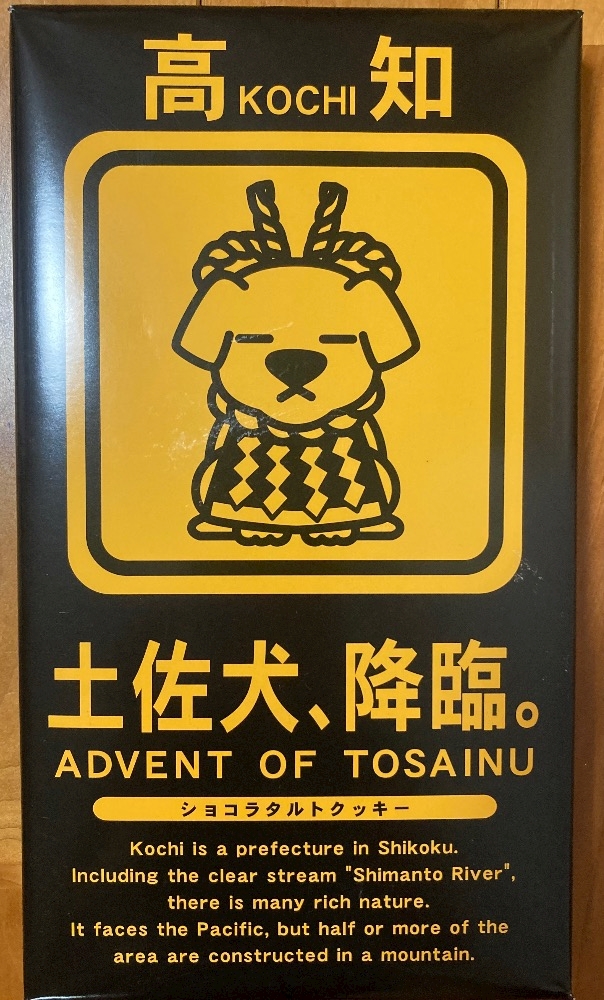 高 KOCHI 知
土佐犬、降臨。
ADVENT OF TOSAINU
ショコラタルトクッキー
Kochi is a prefecture in Shikoku.
Including the clear stream "Shimanto River",
there is many rich nature.
It faces the Pacific, but half or more of the
area are constructed in a mountain.